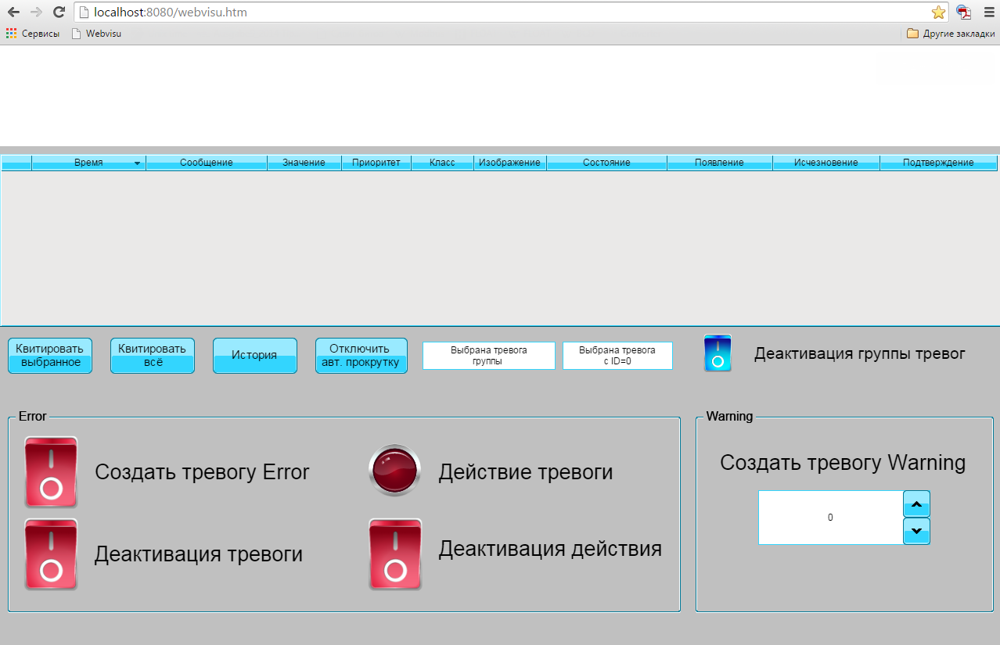 localhost:8080/webvisu.htm
Сервисы Webvisu Другие закладки
Время Сообщение Значение Приоритет Класс Изображение Состояние Появление Исчезновение Подтверждение
Квитировать
выбранное
Квитировать
всё
История
Отключить
авт. прокрутку
Выбрана тревога
группы
Выбрана тревога
с ID=0
Деактивация группы тревог
Error
Создать тревогу Error
Действие тревоги
Деактивация тревоги
Деактивация действия
Warning
Создать тревогу Warning
0